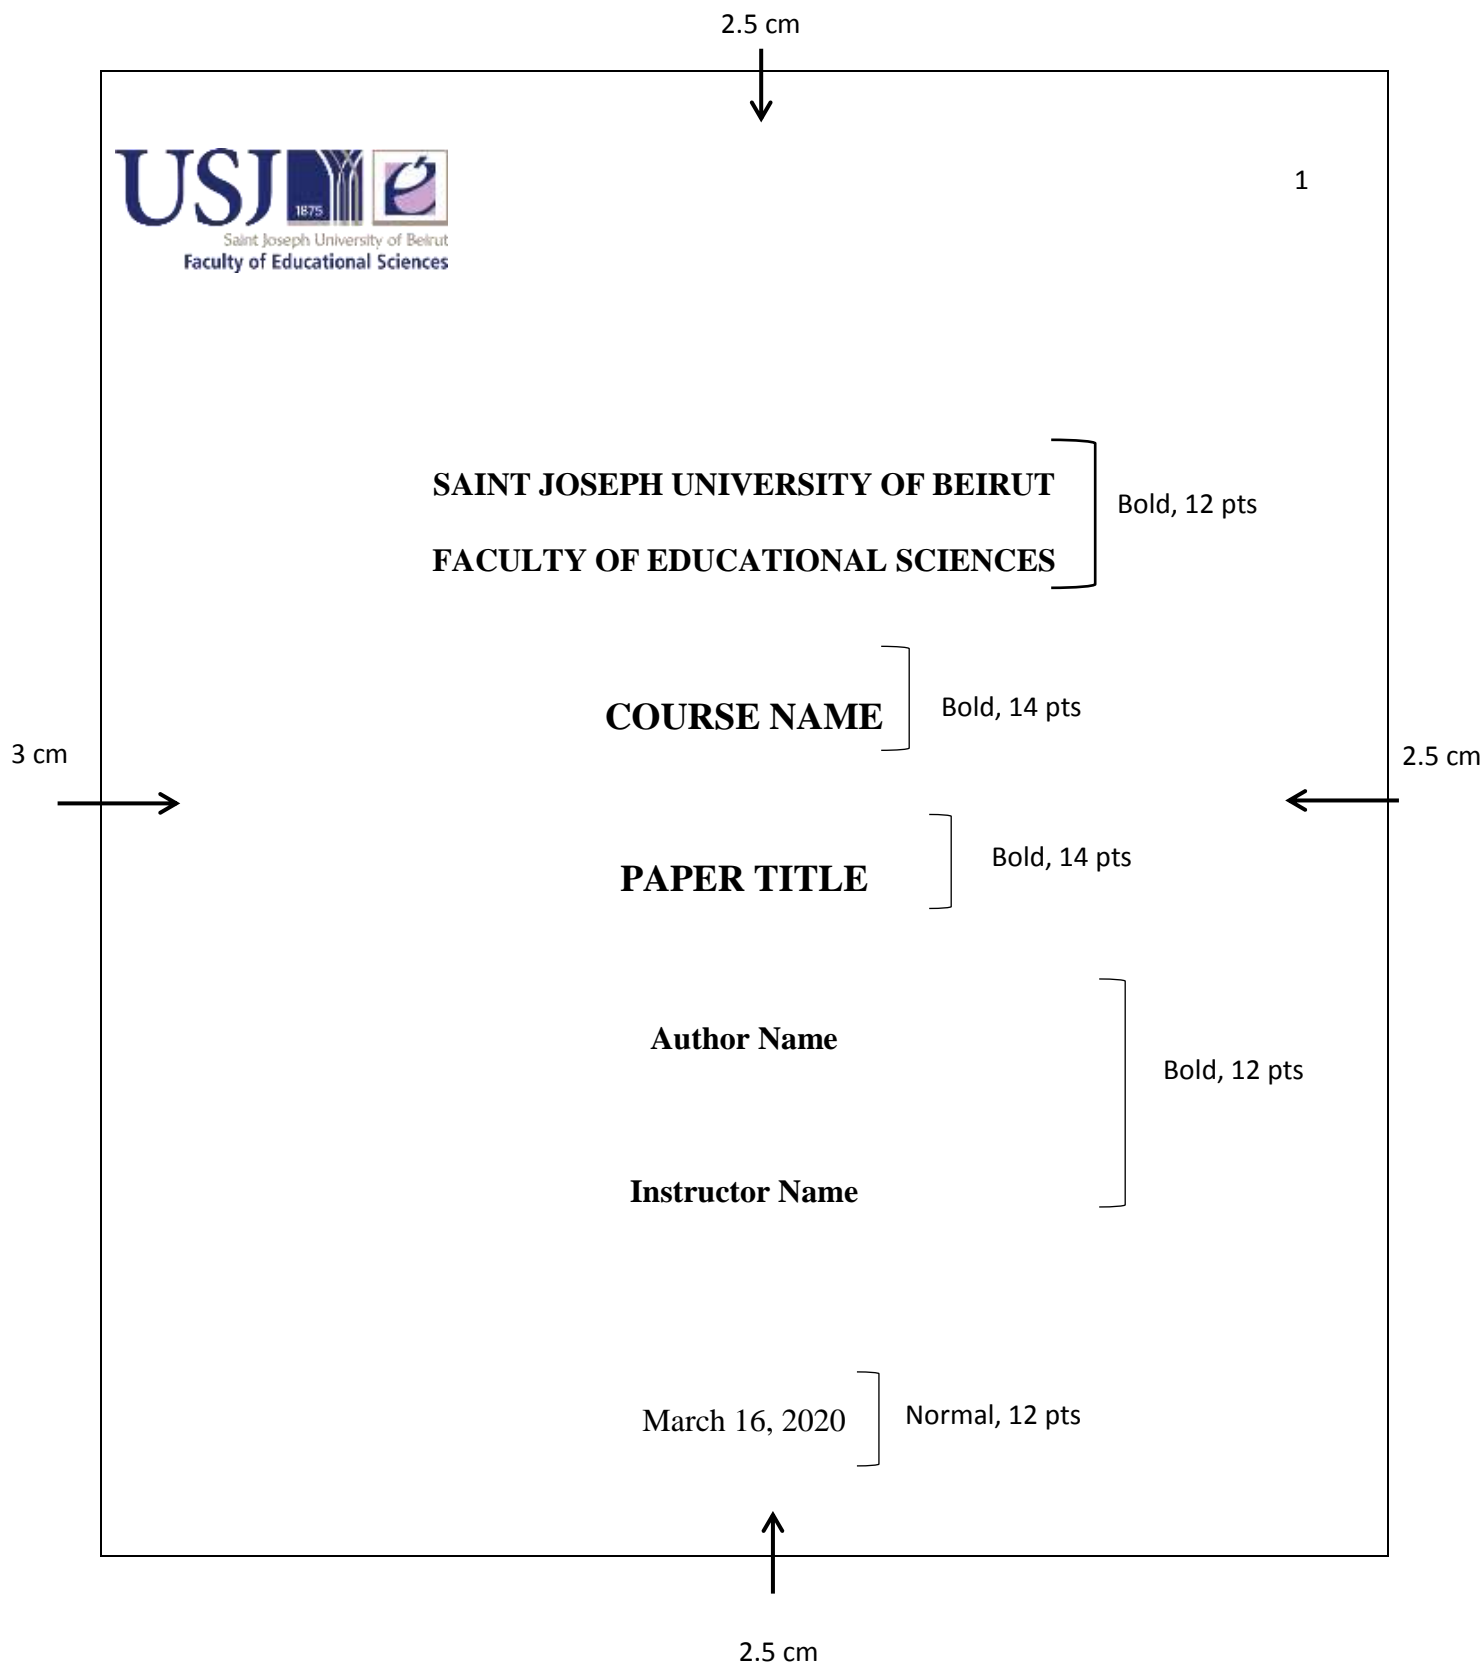 2.5 cm
USJ
1875
é
1
Saint Joseph University of Beirut
Faculty of Educational Sciences
SAINT JOSEPH UNIVERSITY OF BEIRUT
Bold, 12 pts
FACULTY OF EDUCATIONAL SCIENCES
COURSE NAME
Bold, 14 pts
3 cm
2.5 cm
PAPER TITLE
Bold, 14 pts
Author Name
Bold, 12 pts
Instructor Name
March 16, 2020
Normal, 12 pts
2.5 cm